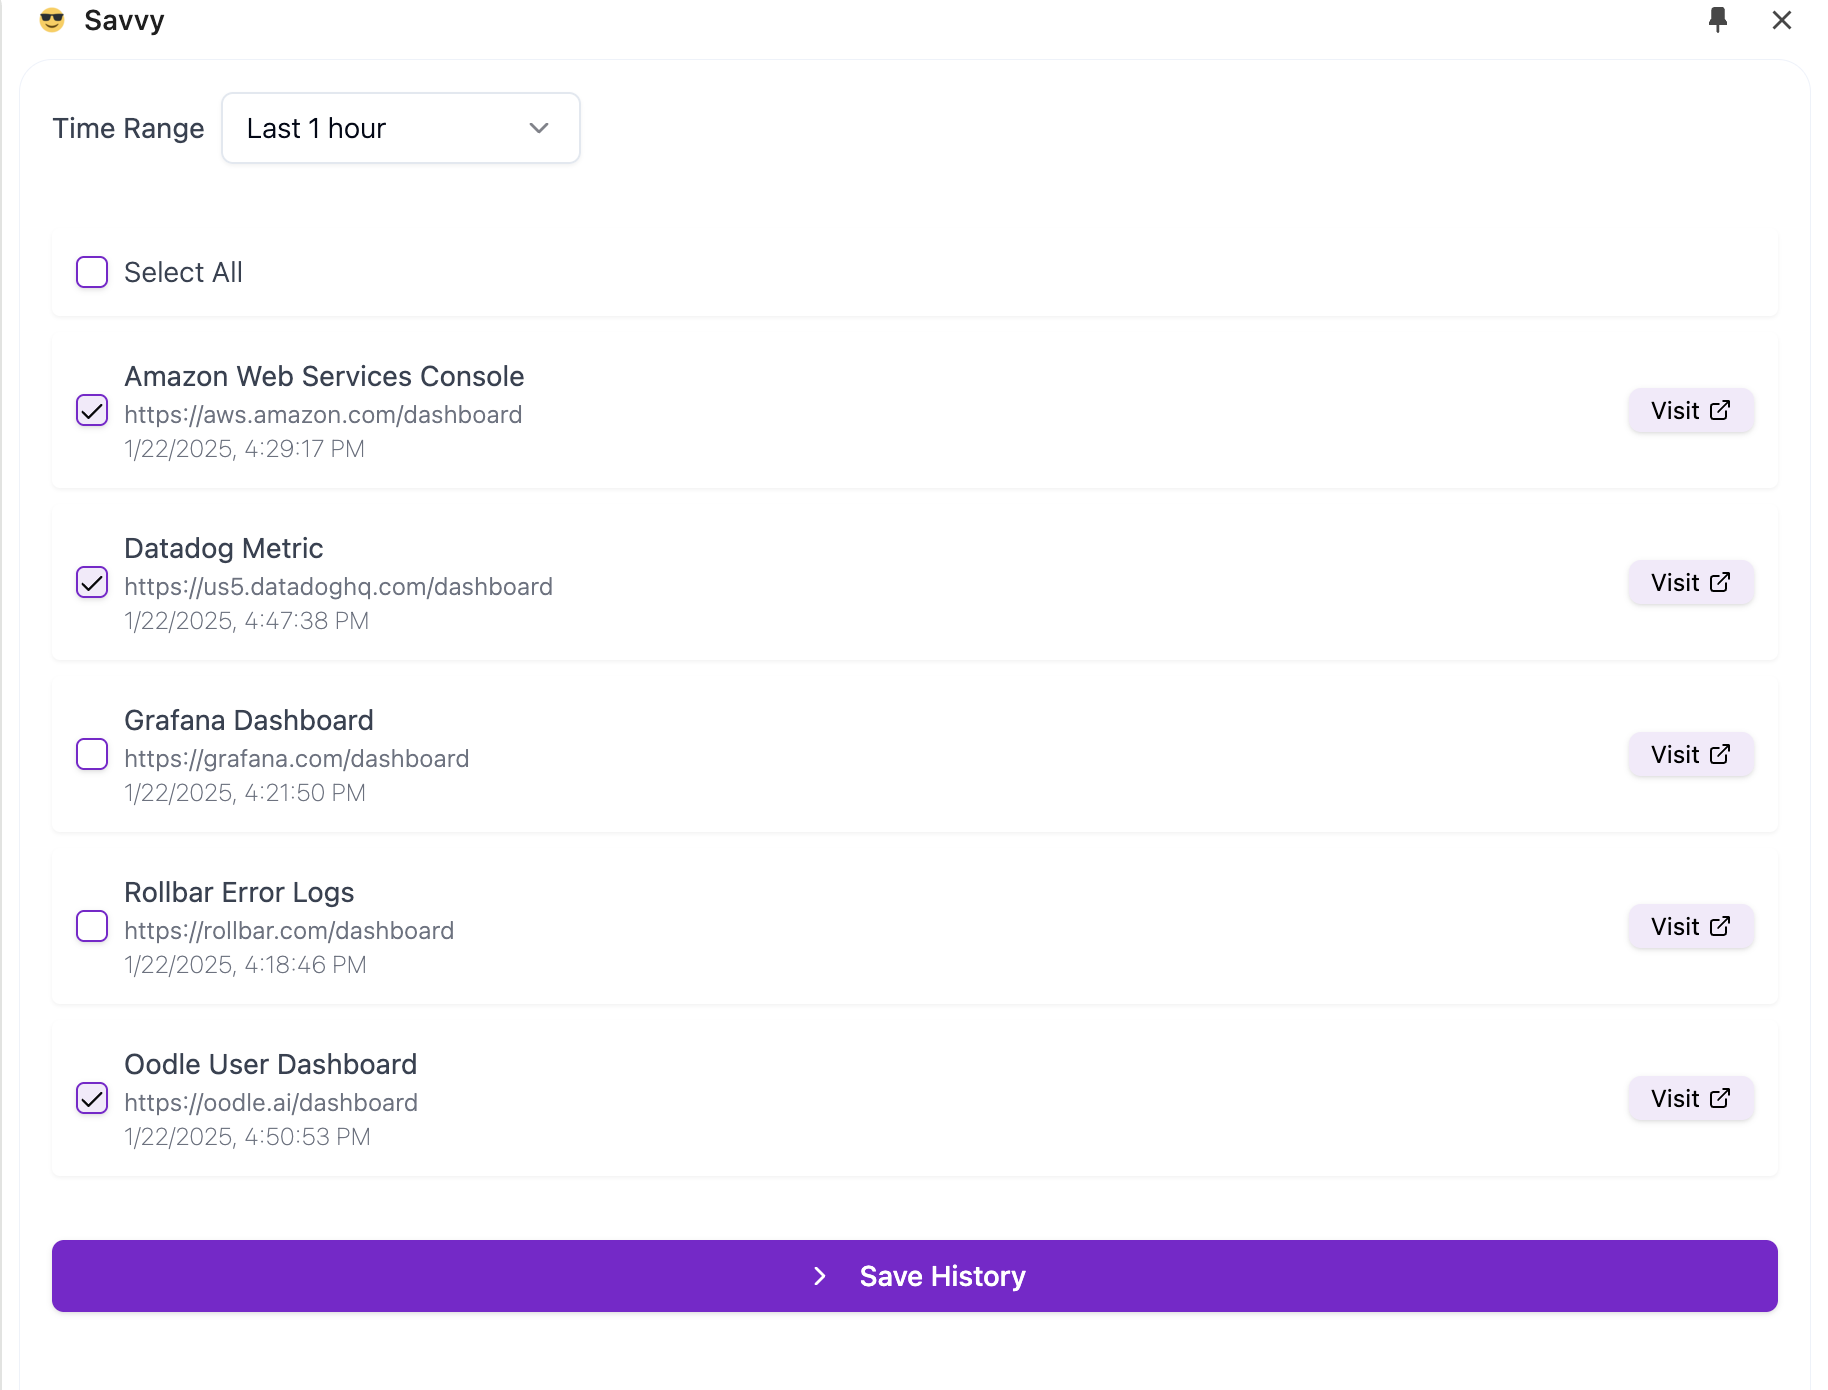 Savvy
Time Range
Last 1 hour
Select All
Amazon Web Services Console
https://aws.amazon.com/dashboard
1/22/2025, 4:29:17 PM
Visit
Datadog Metric
https://us5.datadoghq.com/dashboard
1/22/2025, 4:47:38 PM
Visit
Grafana Dashboard
https://grafana.com/dashboard
1/22/2025, 4:21:50 PM
Visit
Rollbar Error Logs
https://rollbar.com/dashboard
1/22/2025, 4:18:46 PM
Visit
Oodle User Dashboard
https://oodle.ai/dashboard
1/22/2025, 4:50:53 PM
Visit
Save History